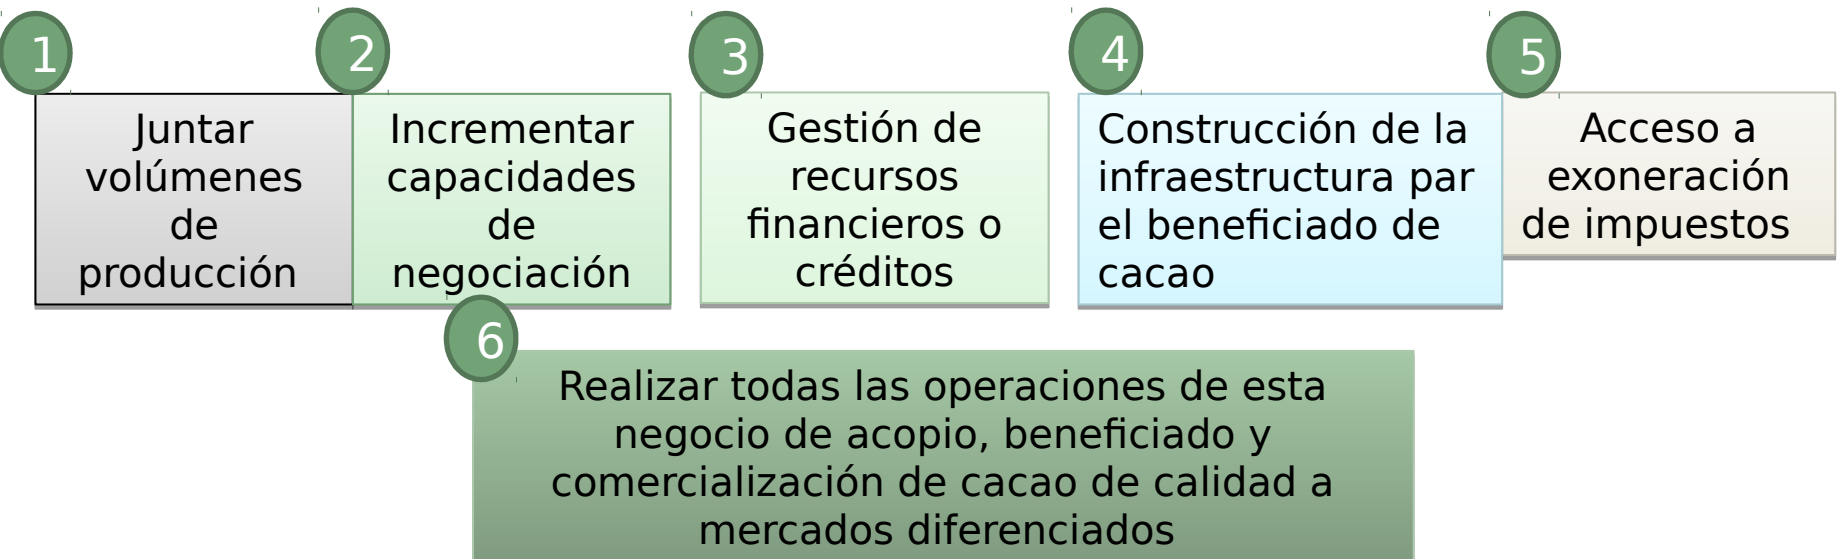 1
Juntar
volúmenes
de
producción
2
Incrementar
capacidades
de
negociación
3
Gestión de
recursos
financieros o
créditos
4
Construcción de la
infraestructura par
el beneficiado de
cacao
5
Acceso a
exoneración
de impuestos
6
Realizar todas las operaciones de esta
negocio de acopio, beneficiado y
comercialización de cacao de calidad a
mercados diferenciados